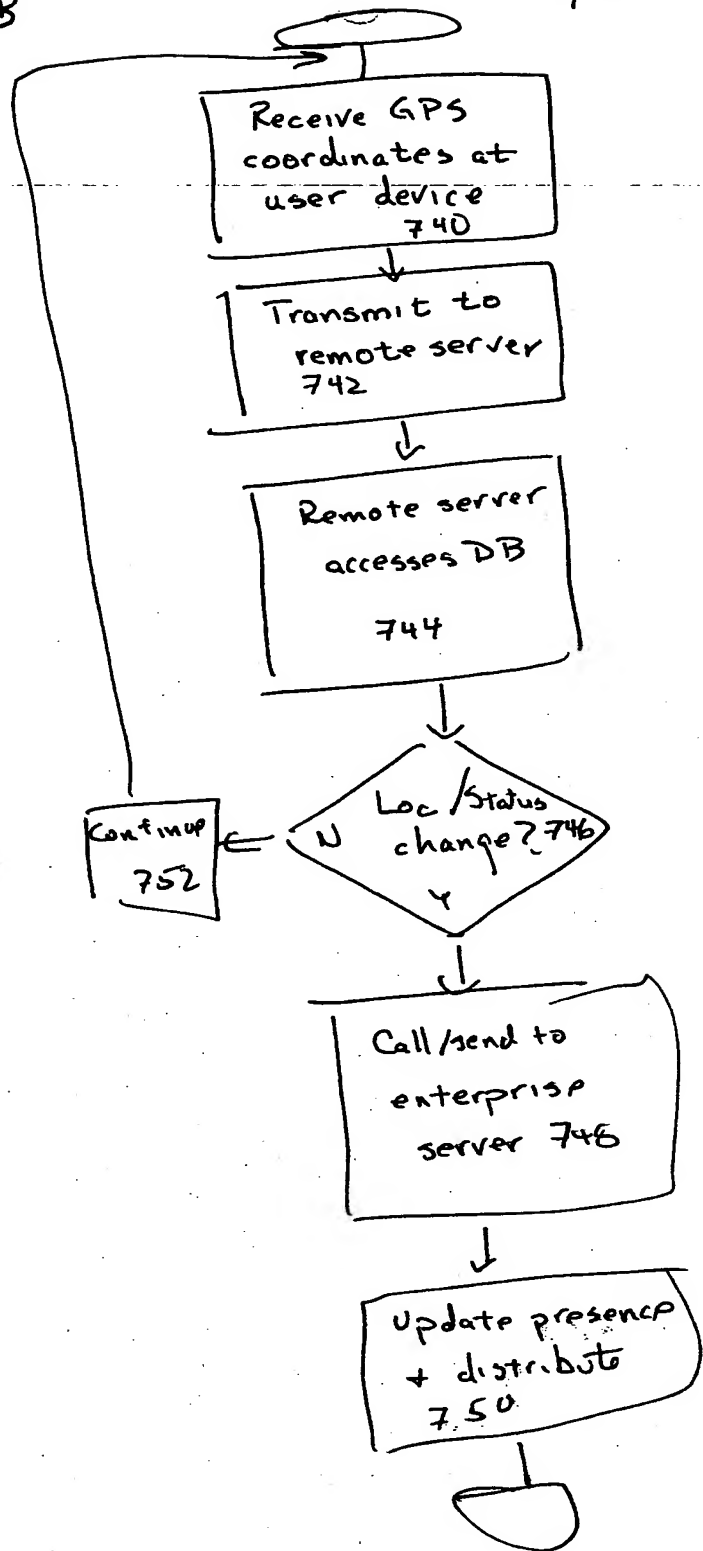 Receive GPS
coordinates at
user device
740
Transmit to
remote server
742
Remote server
accesses DB
744
Loc/Status
N change? 746
Y
Continue
752
Call/send to
enterprise
server 748
Update presence
+ distribute
750